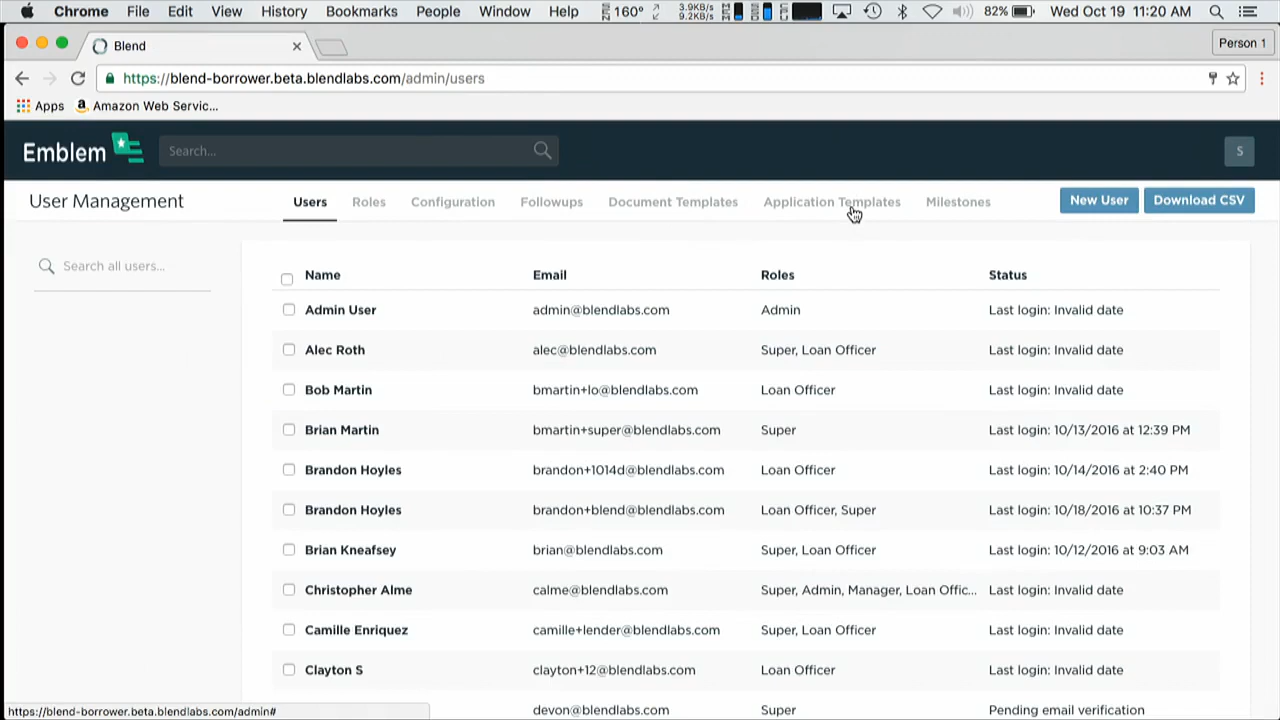 Chrome File Edit View History Bookmarks People Window Help 160° 3.9KB/s 9.2KB/s 82% Wed Oct 19 11:20 AM
Blend
Person 1
https://blend-borrower.beta.blendlabs.com/admin/users
Apps Amazon Web Servic...
Emblem Search... S
User Management Users Roles Configuration Followups Document Templates Application Templates Milestones New User Download CSV
Search all users...
Name Email Roles Status
Admin User admin@blendlabs.com Admin Last login: Invalid date
Alec Roth alec@blendlabs.com Super, Loan Officer Last login: Invalid date
Bob Martin bmartin+lo@blendlabs.com Loan Officer Last login: Invalid date
Brian Martin bmartin+super@blendlabs.com Super Last login: 10/13/2016 at 12:39 PM
Brandon Hoyles brandon+1014d@blendlabs.com Loan Officer Last login: 10/14/2016 at 2:40 PM
Brandon Hoyles brandon+blend@blendlabs.com Loan Officer, Super Last login: 10/18/2016 at 10:37 PM
Brian Kneafsey brian@blendlabs.com Super, Loan Officer Last login: 10/12/2016 at 9:03 AM
Christopher Alme calme@blendlabs.com Super, Admin, Manager, Loan Offic... Last login: Invalid date
Camille Enriquez camille+lender@blendlabs.com Super, Loan Officer Last login: Invalid date
Clayton S clayton+12@blendlabs.com Loan Officer Last login: Invalid date
devon@blendlabs.com Super Pending email verification
https://blend-borrower.beta.blendlabs.com/admin#